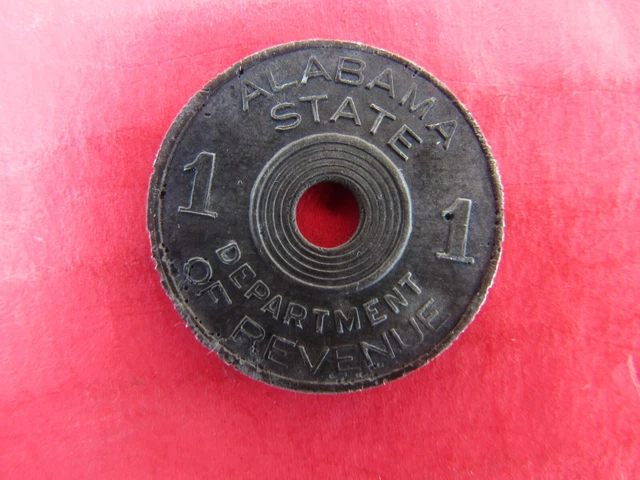 ALABAMA
STATE
1 1
DEPARTMENT
OF REVENUE